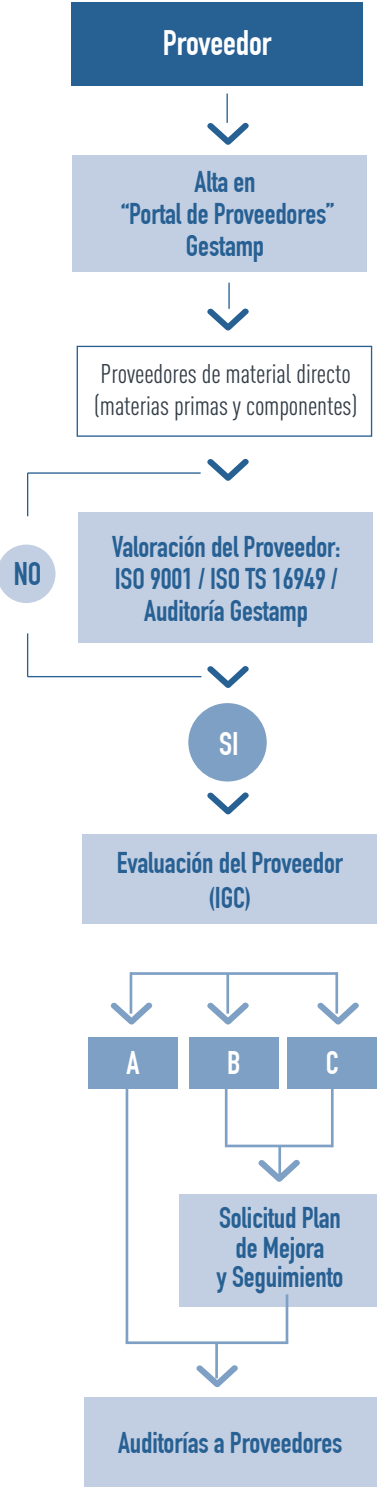 Proveedor
Alta en
“Portal de Proveedores”
Gestamp
Proveedores de material directo
(materias primas y componentes)
NO
Valoración del Proveedor:
ISO 9001 / ISO TS 16949 /
Auditoría Gestamp
SI
Evaluación del Proveedor
(IGC)
A
B
C
Solicitud Plan
de Mejora
y Seguimiento
Auditorías a Proveedores